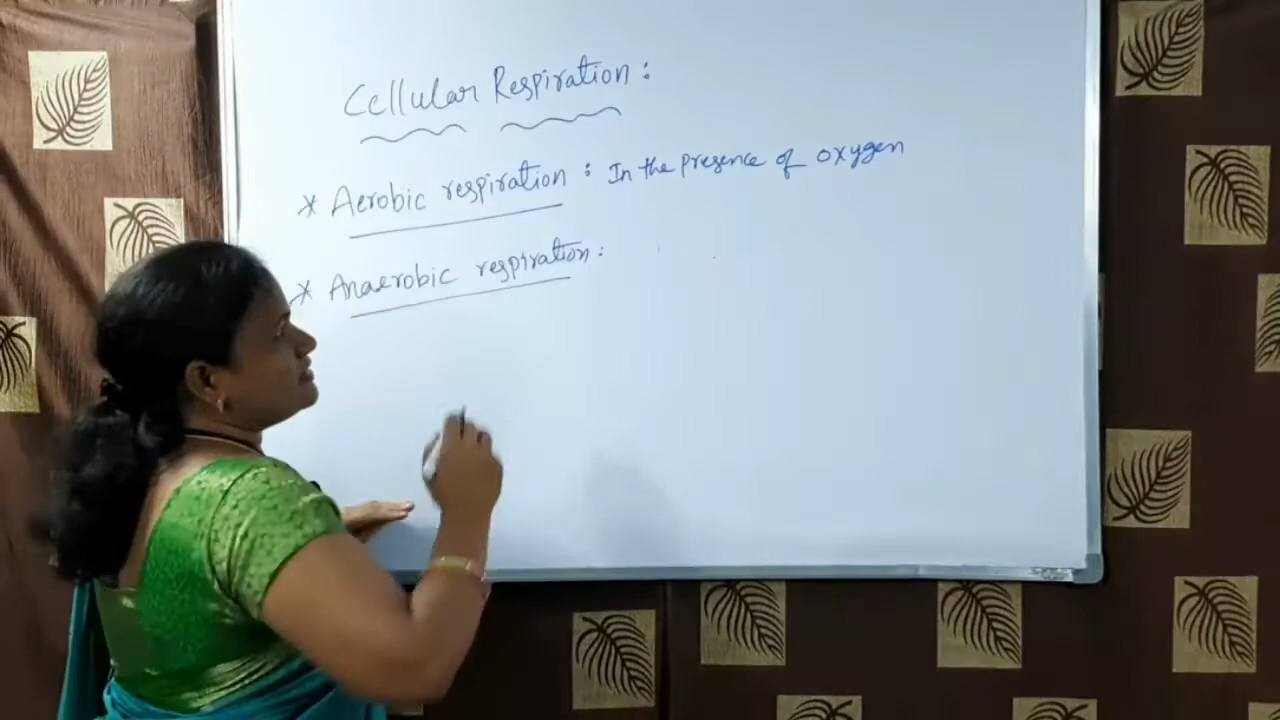 Cellular Respiration :
* Aerobic respiration : In the presence of oxygen
* Anaerobic respiration :